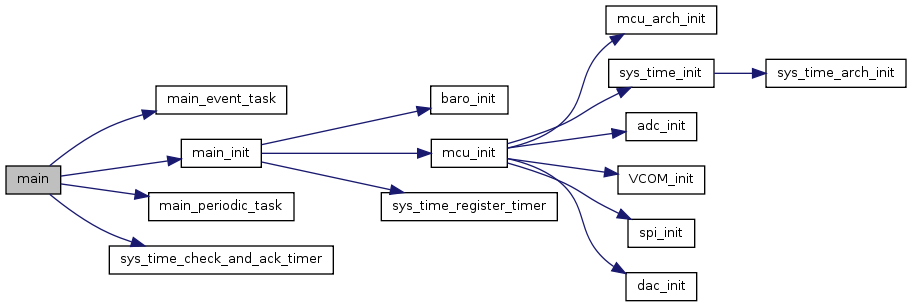 main
main_event_task
main_init
main_periodic_task
sys_time_check_and_ack_timer
baro_init
mcu_init
sys_time_register_timer
mcu_arch_init
sys_time_init
adc_init
VCOM_init
spi_init
dac_init
sys_time_arch_init